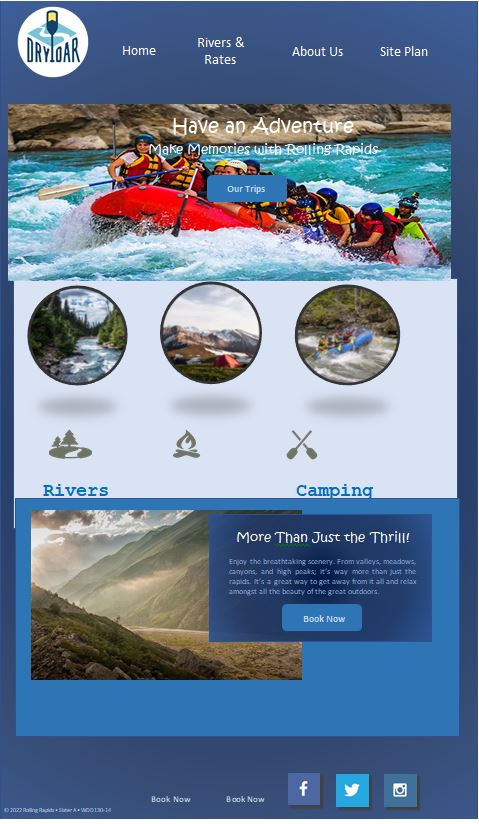 DRY OAR
Home
Rivers &
Rates
About Us
Site Plan
Have an Adventure
Make Memories with Rolling Rapids
Our Trips
Rivers
Camping
More Than Just the Thrill!
Enjoy the breathtaking scenery. From valleys, meadows,
canyons, and high peaks; it's way more than just the
rapids. It's a great way to get away from it all and relax
amongst all the beauty of the great outdoors.
Book Now
Book Now
Book Now
© 2022 Rolling Rapids • Sister A • WDD130-14